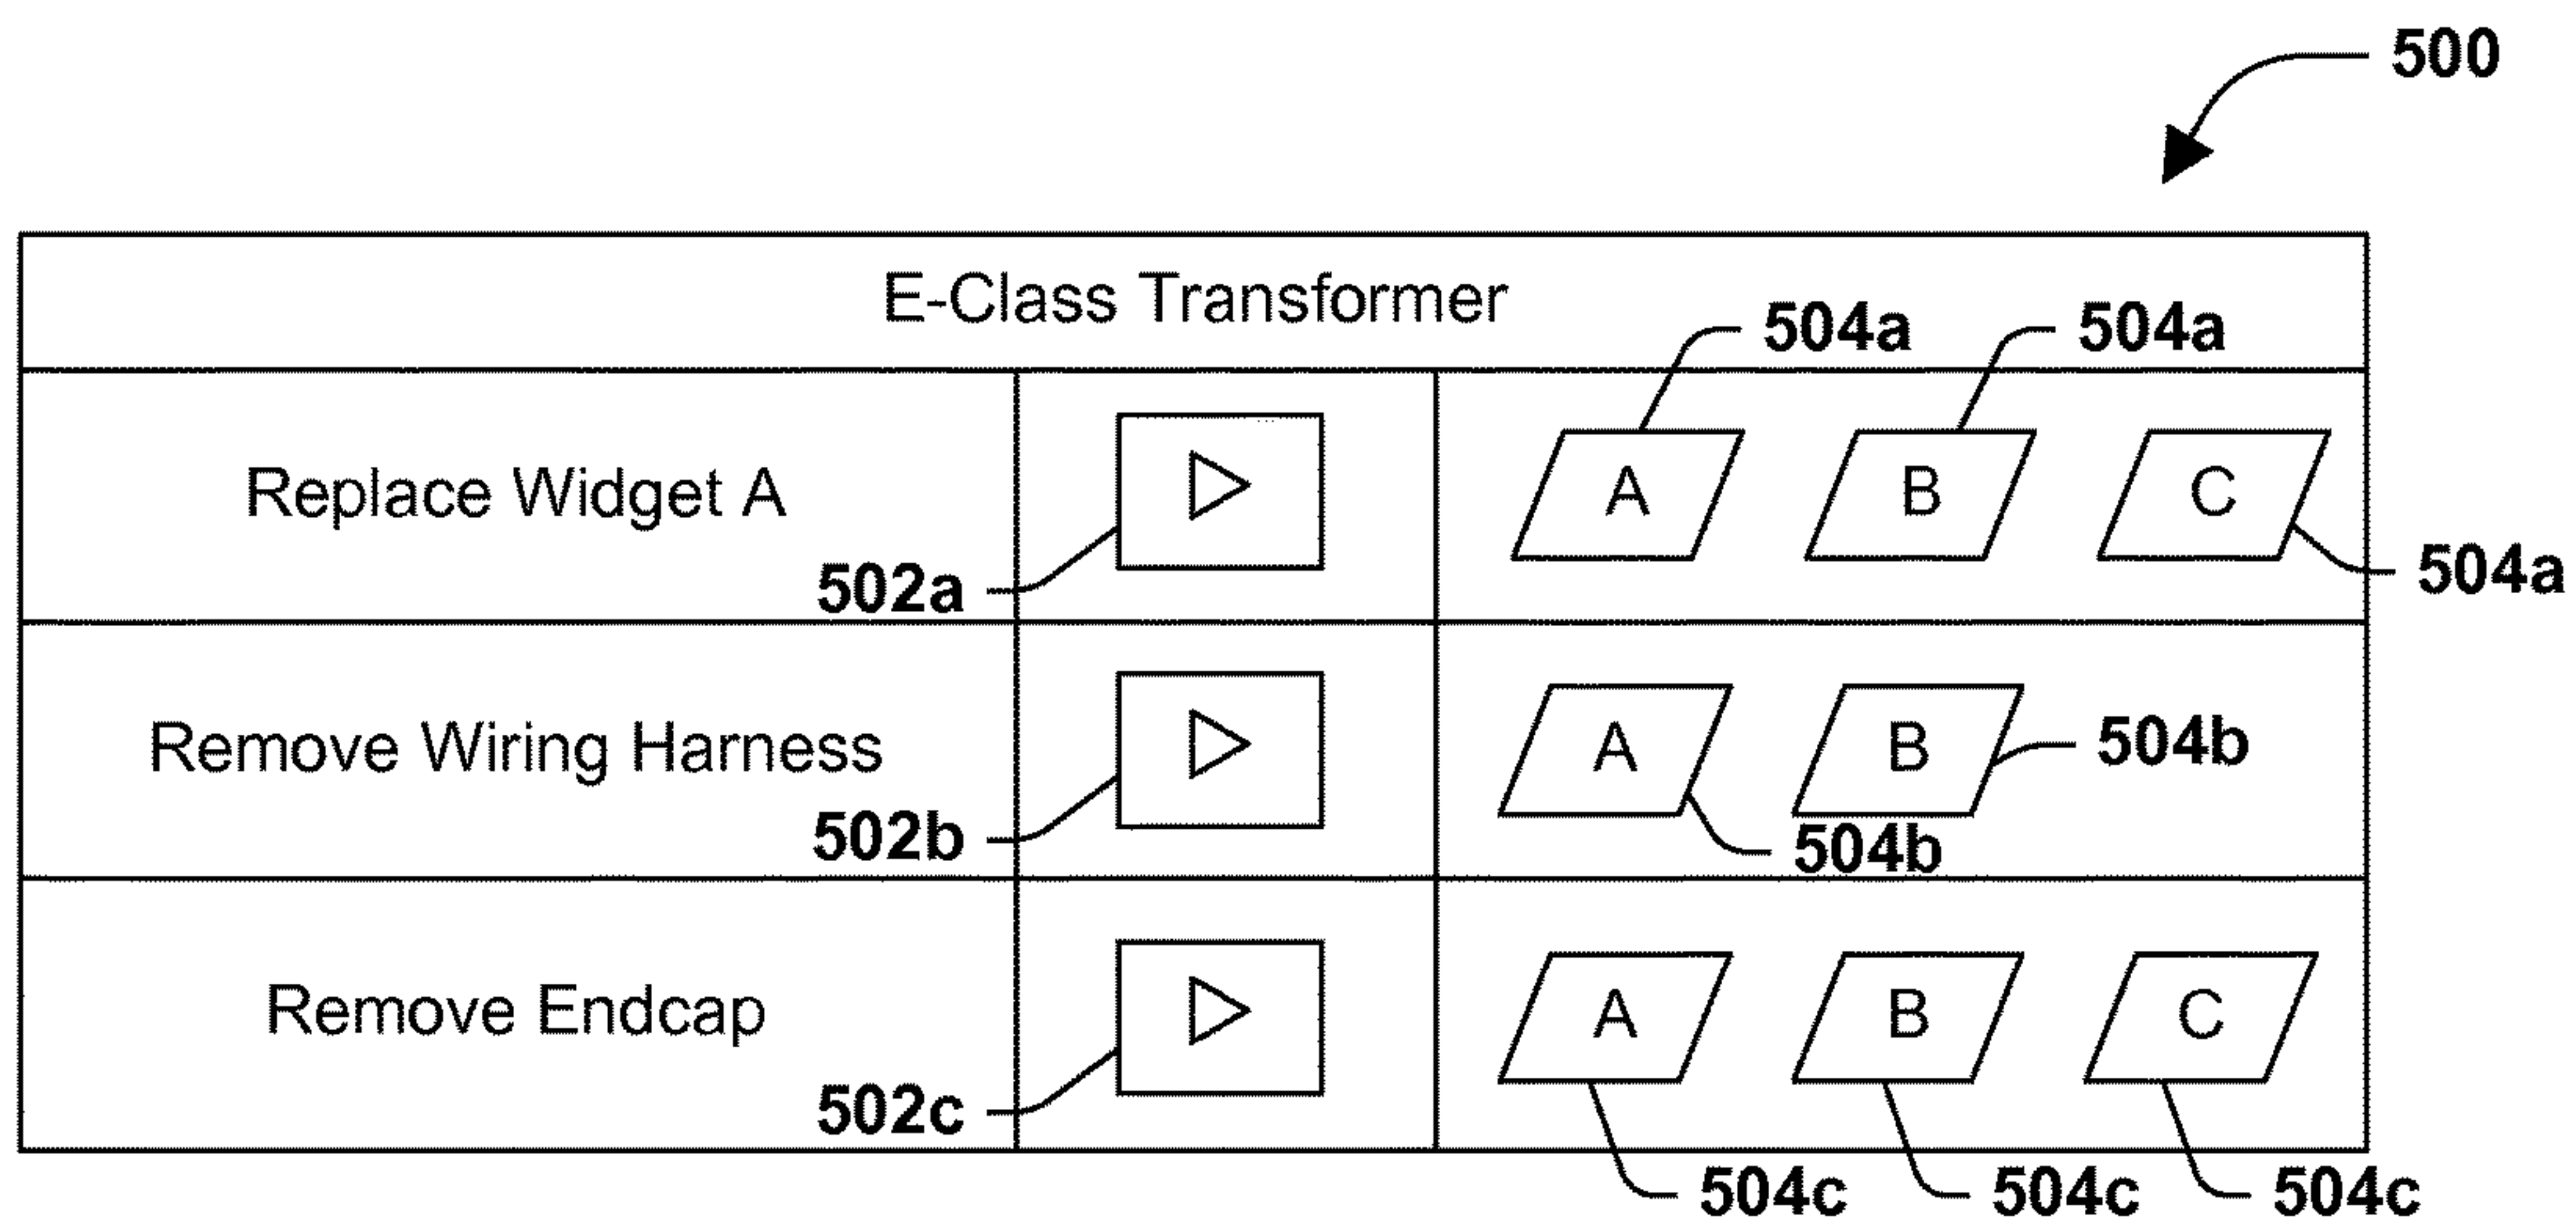 500
E-Class Transformer
504a 504a
Replace Widget A A B C
502a 504a
Remove Wiring Harness A B 504b
502b 504b
Remove Endcap A B C
502c
504c 504c 504c